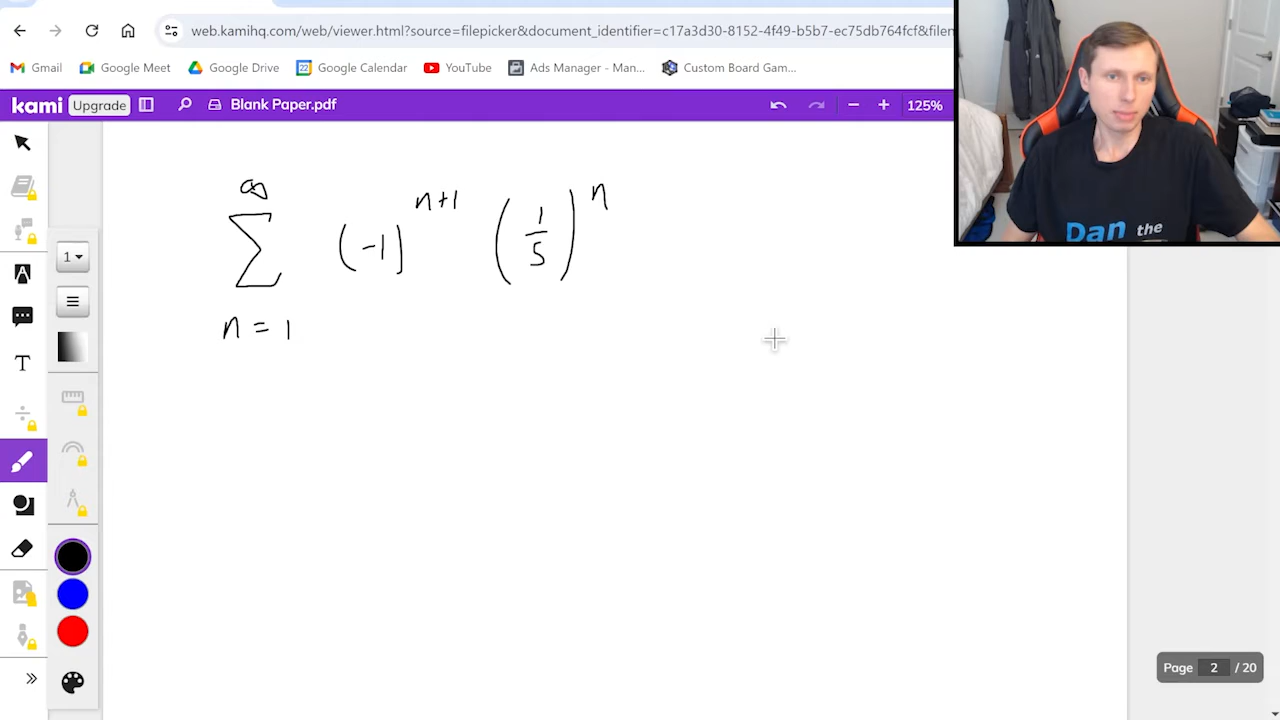 web.kamihq.com/web/viewer.html?source=filepicker&document_identifier=c17a3d30-8152-4f49-b5b7-ec75db764fcf&filen
Gmail Google Meet Google Drive 22 Google Calendar YouTube Ads Manager - Man... Custom Board Gam...
kami Upgrade Blank Paper.pdf 125%
Dan the
∞
∑ (-1)^{n+1} (1/5)^n
n = 1
1
T
Page 2 / 20